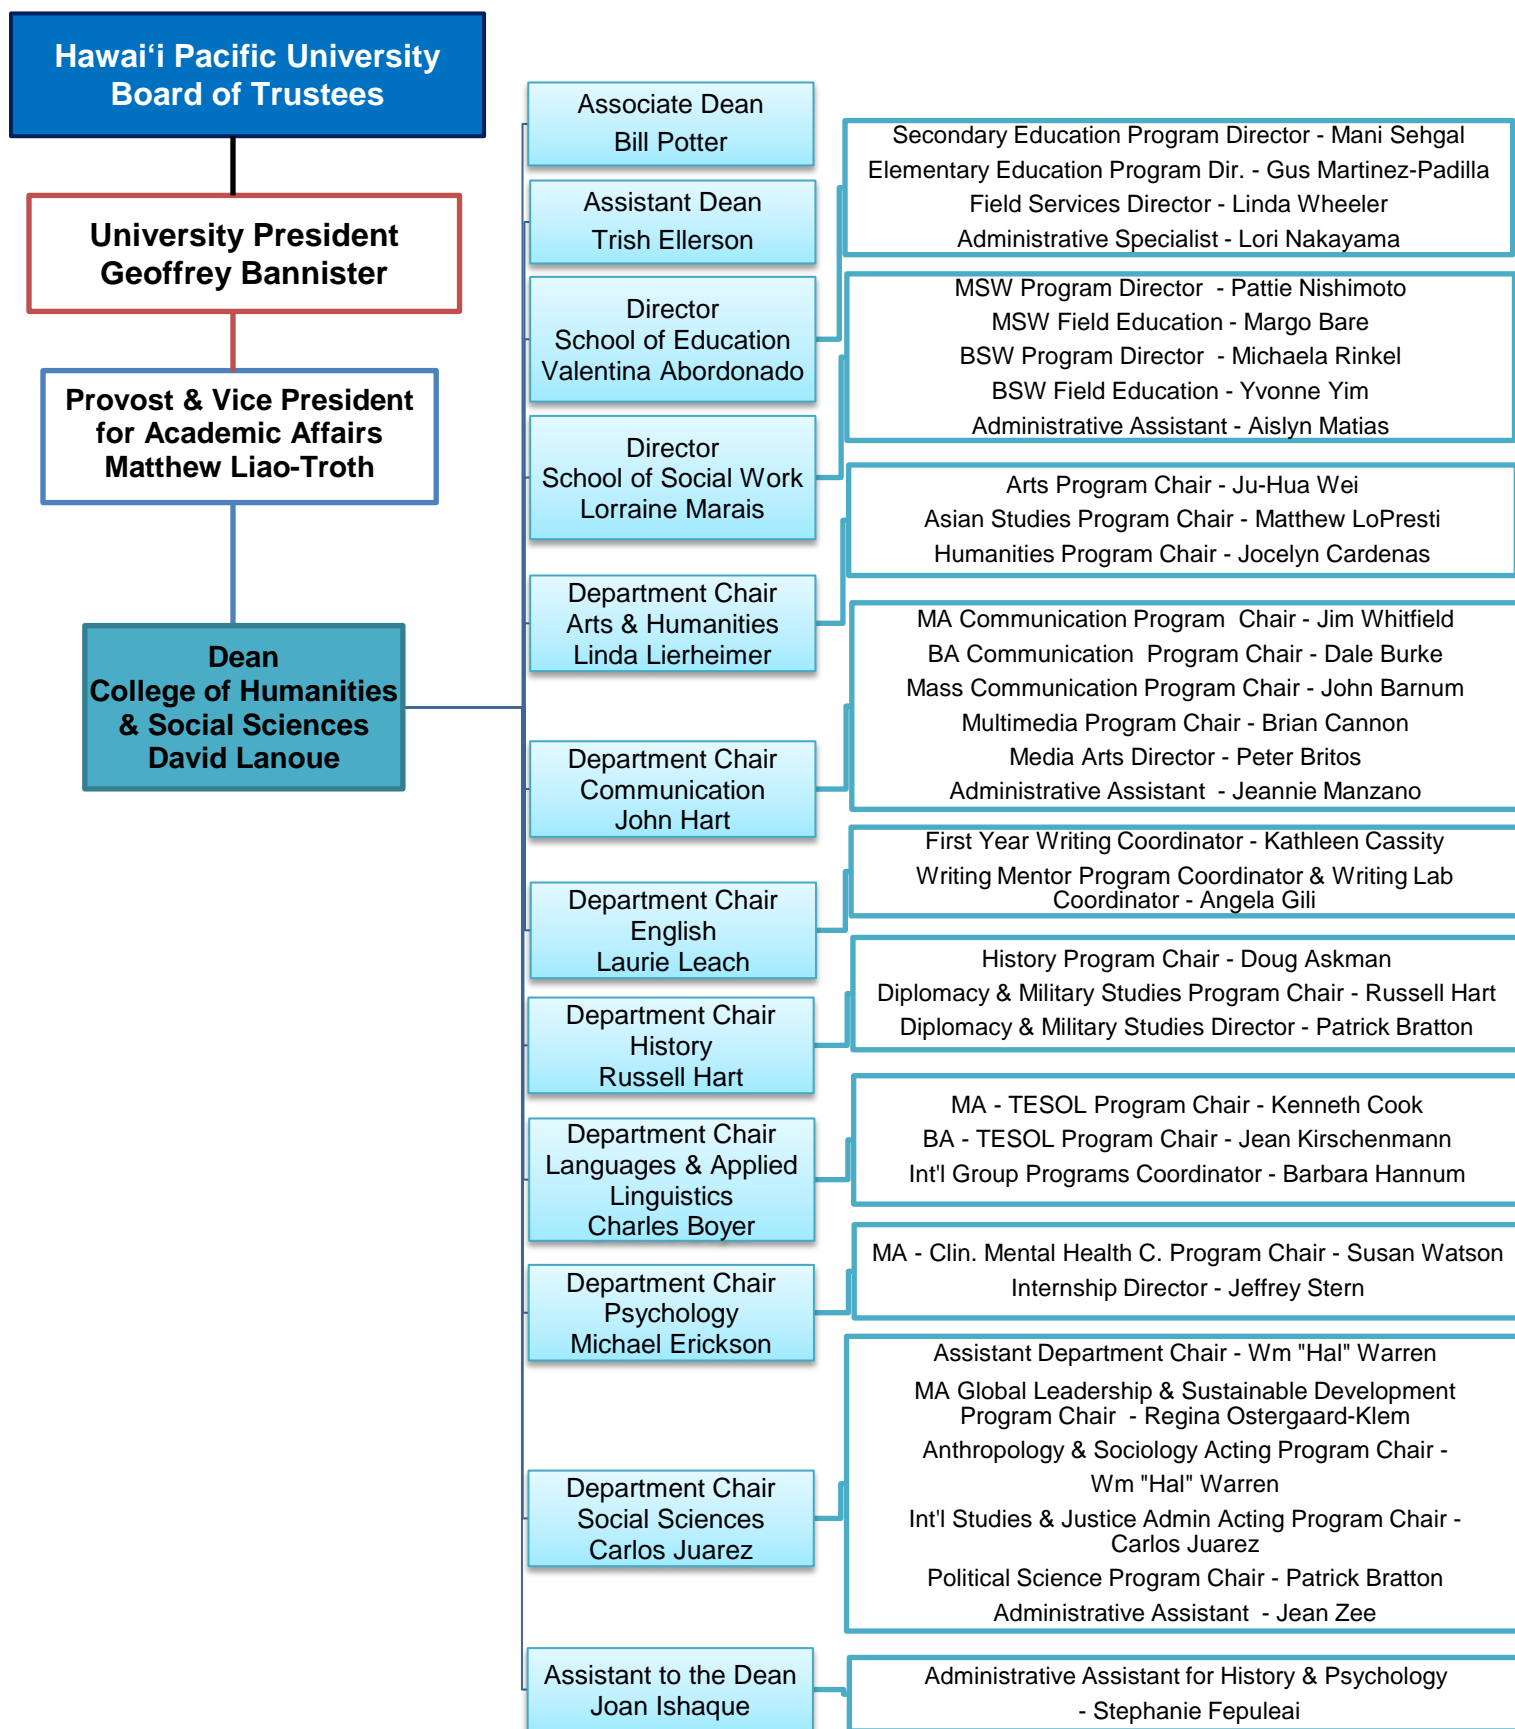 Hawaiʻi Pacific University
Board of Trustees
University President
Geoffrey Bannister
Provost & Vice President
for Academic Affairs
Matthew Liao-Troth
Dean
College of Humanities
& Social Sciences
David Lanoue
Associate Dean
Bill Potter
Assistant Dean
Trish Ellerson
Director
School of Education
Valentina Abordonado
Secondary Education Program Director - Mani Sehgal
Elementary Education Program Dir. - Gus Martinez-Padilla
Field Services Director - Linda Wheeler
Administrative Specialist - Lori Nakayama
Director
School of Social Work
Lorraine Marais
MSW Program Director - Pattie Nishimoto
MSW Field Education - Margo Bare
BSW Program Director - Michaela Rinkel
BSW Field Education - Yvonne Yim
Administrative Assistant - Aislyn Matias
Department Chair
Arts & Humanities
Linda Lierheimer
Arts Program Chair - Ju-Hua Wei
Asian Studies Program Chair - Matthew LoPresti
Humanities Program Chair - Jocelyn Cardenas
Department Chair
Communication
John Hart
MA Communication Program Chair - Jim Whitfield
BA Communication Program Chair - Dale Burke
Mass Communication Program Chair - John Barnum
Multimedia Program Chair - Brian Cannon
Media Arts Director - Peter Britos
Administrative Assistant - Jeannie Manzano
Department Chair
English
Laurie Leach
First Year Writing Coordinator - Kathleen Cassity
Writing Mentor Program Coordinator & Writing Lab
Coordinator - Angela Gili
Department Chair
History
Russell Hart
History Program Chair - Doug Askman
Diplomacy & Military Studies Program Chair - Russell Hart
Diplomacy & Military Studies Director - Patrick Bratton
Department Chair
Languages & Applied
Linguistics
Charles Boyer
MA - TESOL Program Chair - Kenneth Cook
BA - TESOL Program Chair - Jean Kirschenmann
Int'l Group Programs Coordinator - Barbara Hannum
Department Chair
Psychology
Michael Erickson
MA - Clin. Mental Health C. Program Chair - Susan Watson
Internship Director - Jeffrey Stern
Department Chair
Social Sciences
Carlos Juarez
Assistant Department Chair - Wm "Hal" Warren
MA Global Leadership & Sustainable Development
Program Chair - Regina Ostergaard-Klem
Anthropology & Sociology Acting Program Chair -
Wm "Hal" Warren
Int'l Studies & Justice Admin Acting Program Chair -
Carlos Juarez
Political Science Program Chair - Patrick Bratton
Administrative Assistant - Jean Zee
Assistant to the Dean
Joan Ishaque
Administrative Assistant for History & Psychology
- Stephanie Fepuleai